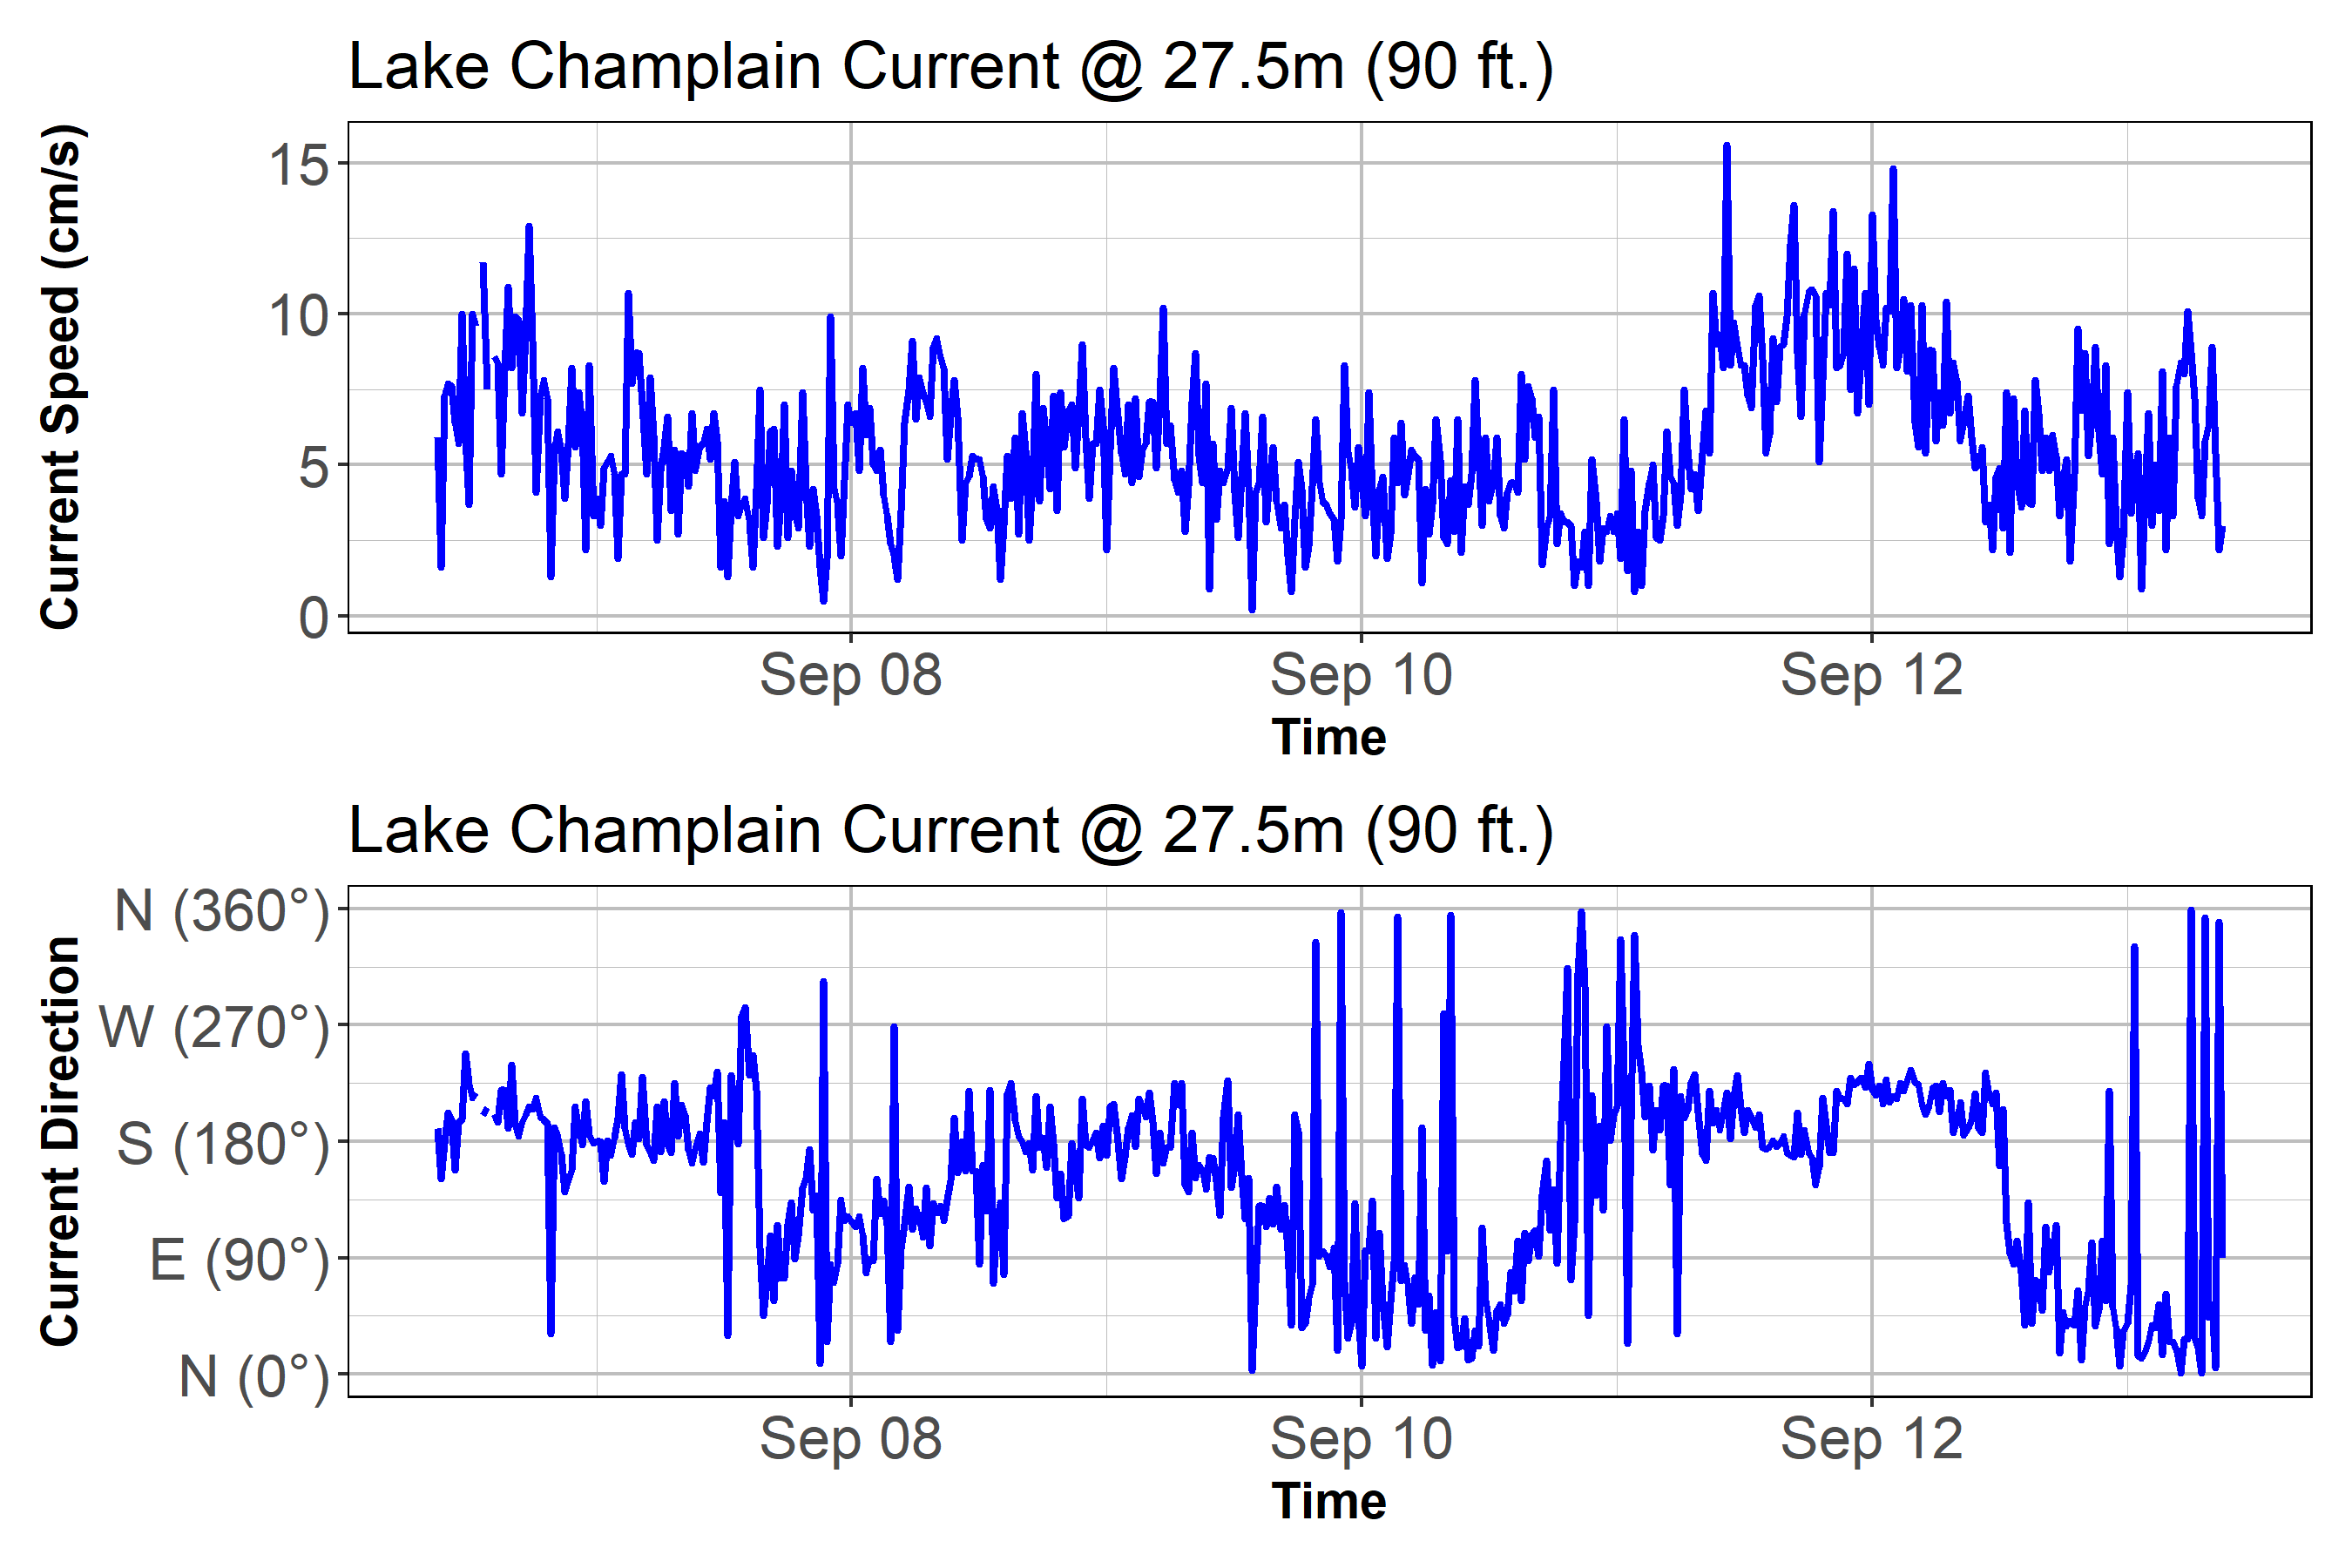 Lake Champlain Current @ 27.5m (90 ft.)
Current Speed (cm/s)
15
10
5
0
Sep 08 Sep 10 Sep 12
Time
Lake Champlain Current @ 27.5m (90 ft.)
Current Direction
N (360°)
W (270°)
S (180°)
E (90°)
N (0°)
Sep 08 Sep 10 Sep 12
Time